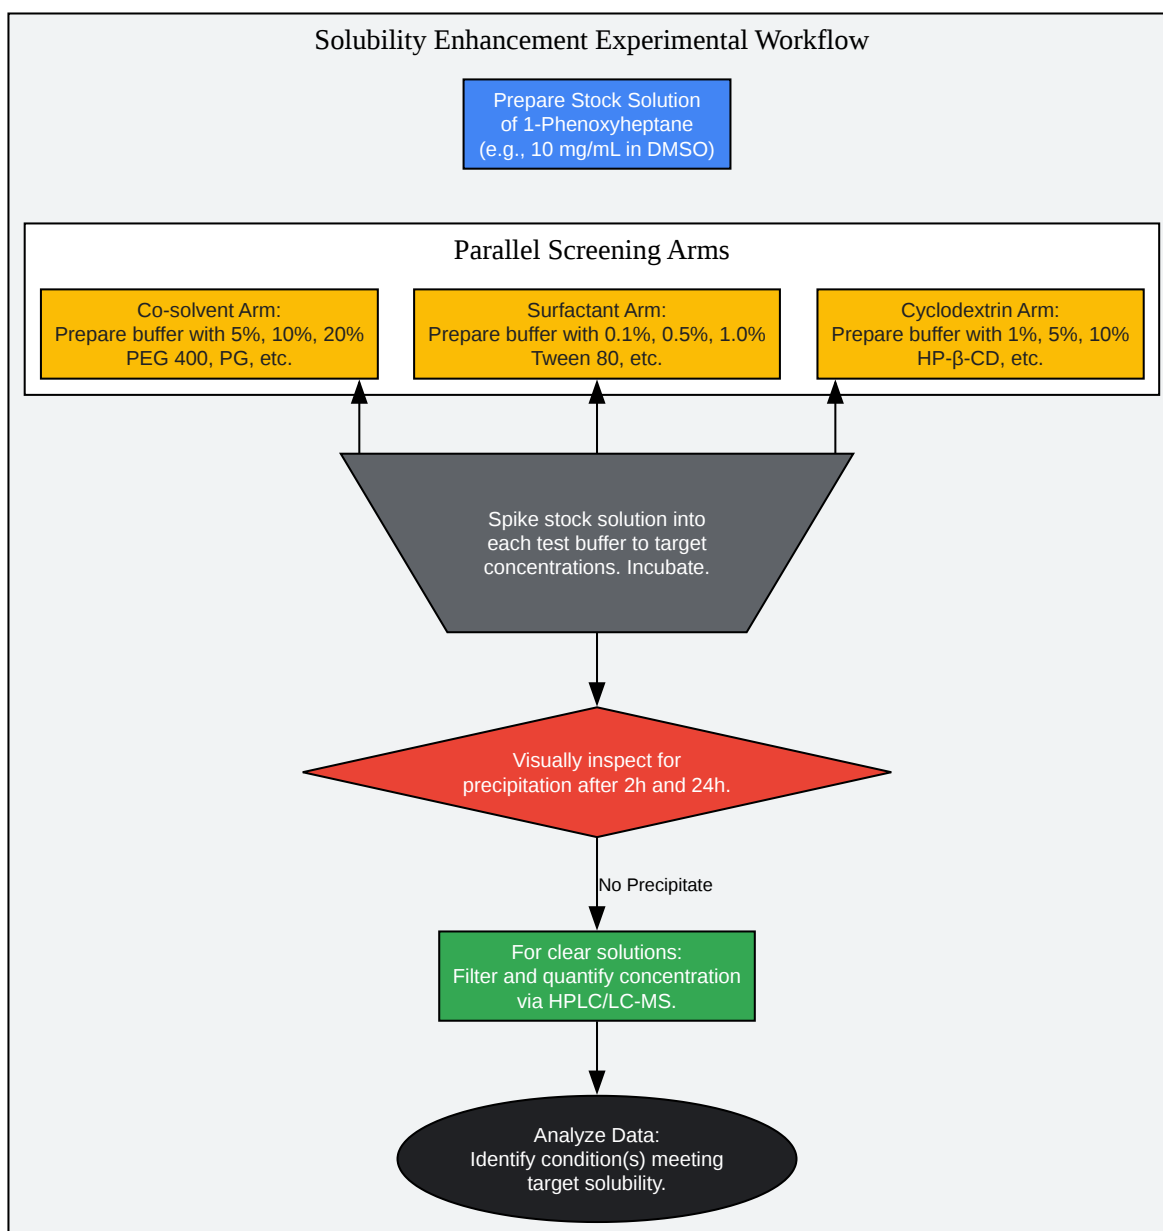 Solubility Enhancement Experimental Workflow
Prepare Stock Solution
of 1-Phenoxyheptane
(e.g., 10 mg/mL in DMSO)
Parallel Screening Arms
Co-solvent Arm:
Prepare buffer with 5%, 10%, 20%
PEG 400, PG, etc.
Surfactant Arm:
Prepare buffer with 0.1%, 0.5%, 1.0%
Tween 80, etc.
Cyclodextrin Arm:
Prepare buffer with 1%, 5%, 10%
HP-β-CD, etc.
Spike stock solution into
each test buffer to target
concentrations. Incubate.
Visually inspect for
precipitation after 2h and 24h.
No Precipitate
For clear solutions:
Filter and quantify concentration
via HPLC/LC-MS.
Analyze Data:
Identify condition(s) meeting
target solubility.